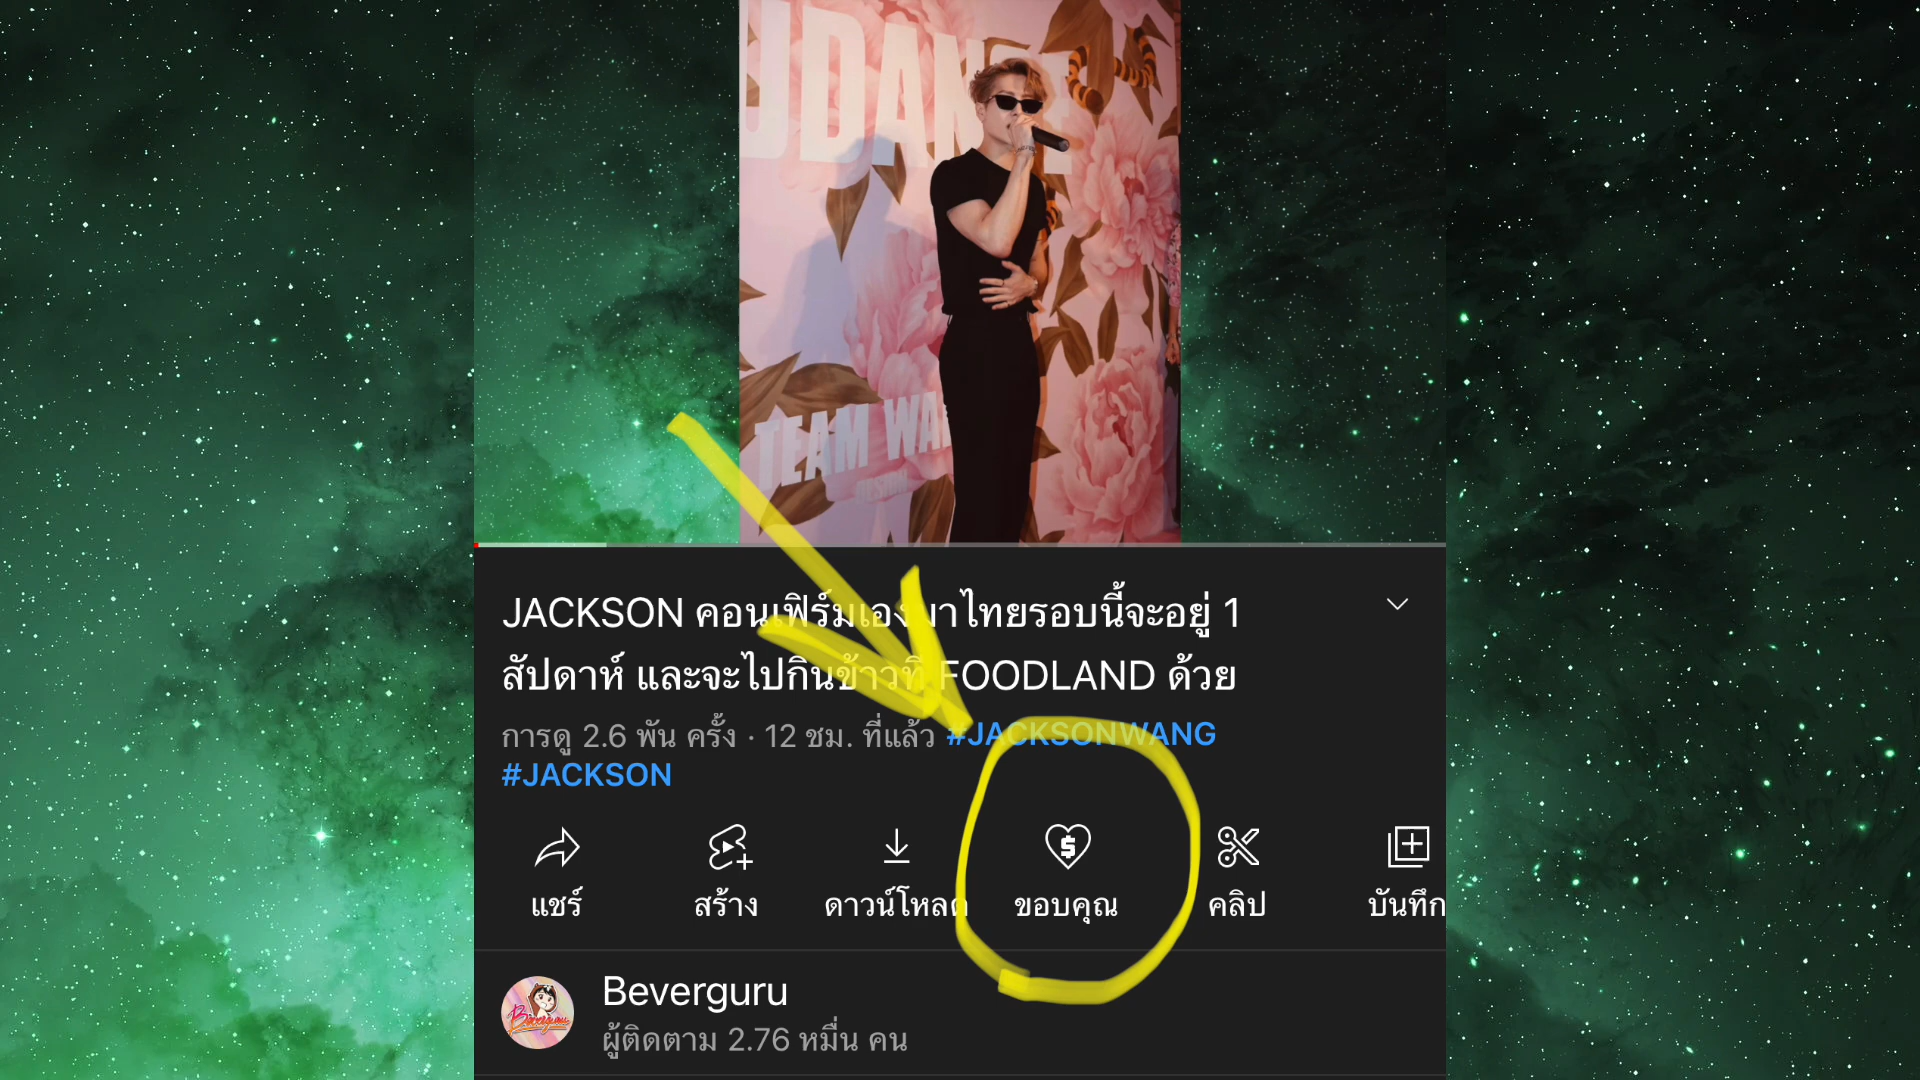 UDANCE
TEAM WAN
DESIGN
JACKSON คอนเฟิร์มเองมาไทยรอบนี้จะอยู่ 1
สัปดาห์ และจะไปกินข้าวที่ FOODLAND ด้วย
การดู 2.6 พัน ครั้ง · 12 ชม. ที่แล้ว #JACKSONWANG
#JACKSON
แชร์ สร้าง ดาวน์โหลด ขอบคุณ คลิป บันทึก
Beverguru
Beverguru
ผู้ติดตาม 2.76 หมื่น คน